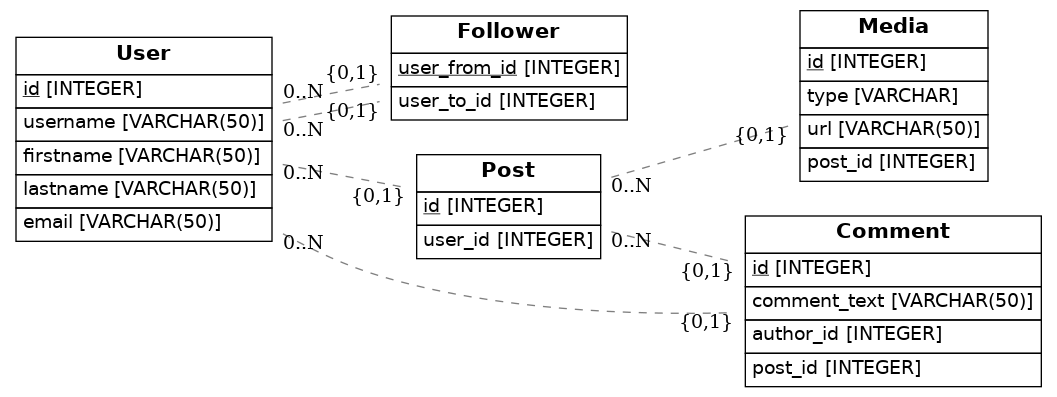 User
id [INTEGER]
username [VARCHAR(50)]
firstname [VARCHAR(50)]
lastname [VARCHAR(50)]
email [VARCHAR(50)]
0..N
{0,1}
0..N
{0,1}
0..N
{0,1}
0..N
{0,1}
Follower
user_from_id [INTEGER]
user_to_id [INTEGER]
Post
id [INTEGER]
user_id [INTEGER]
0..N
{0,1}
0..N
{0,1}
Media
id [INTEGER]
type [VARCHAR]
url [VARCHAR(50)]
post_id [INTEGER]
Comment
id [INTEGER]
comment_text [VARCHAR(50)]
author_id [INTEGER]
post_id [INTEGER]